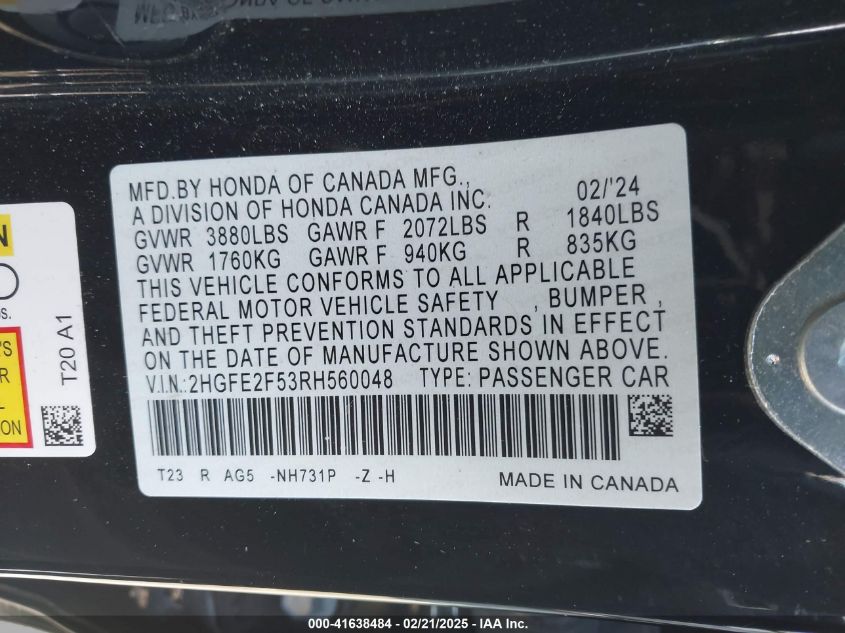 MFD.BY HONDA OF CANADA MFG., 02/'24
A DIVISION OF HONDA CANADA INC.
GVWR 3880LBS GAWR F 2072LBS R 1840LBS
GVWR 1760KG GAWR F 940KG R 835KG
THIS VEHICLE CONFORMS TO ALL APPLICABLE
FEDERAL MOTOR VEHICLE SAFETY , BUMPER ,
AND THEFT PREVENTION STANDARDS IN EFFECT
ON THE DATE OF MANUFACTURE SHOWN ABOVE.
V.I.N.:2HGFE2F53RH560048 TYPE: PASSENGER CAR
T23 R AG5 -NH731P -Z -H MADE IN CANADA
T20 A1
000-41638484 — 02/21/2025 — IAA Inc.